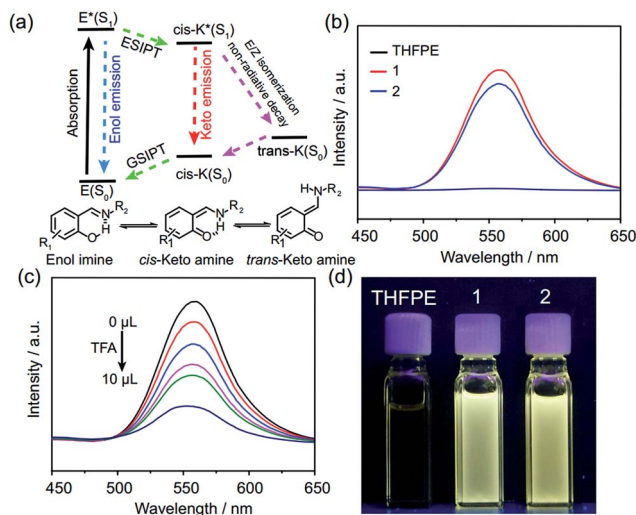 (a)
E*(S1)
cis-K*(S1)
ESIPT
Absorption
Enol emission
Keto emission
E/Z isomerization
non-radiative decay
trans-K(S0)
GSIPT
cis-K(S0)
E(S0)
N R2
H
O
R1
N R2
H
O
R1
HN R2
O
R1
Enol imine
cis-Keto amine
trans-Keto amine
(b)
Intensity / a.u.
THFPE
1
2
450 500 550 600 650
Wavelength / nm
(c)
Intensity / a.u.
0 µL
TFA
10 µL
450 500 550 600 650
Wavelength / nm
(d)
THFPE 1 2